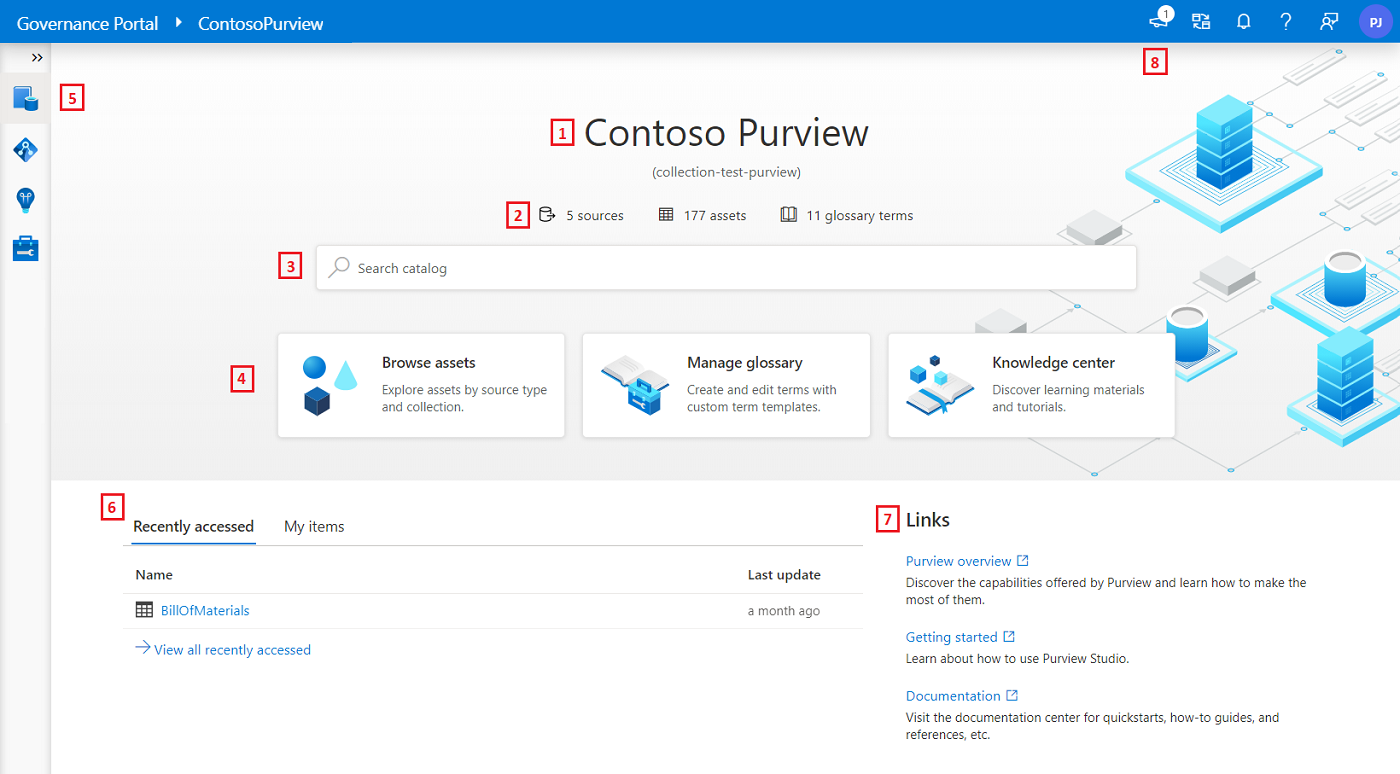 Governance Portal ▸ ContosoPurview
1
?
PJ
»
8
5
1 Contoso Purview
(collection-test-purview)
2 5 sources 177 assets 11 glossary terms
3 Search catalog
4
Browse assets
Explore assets by source type
and collection.
Manage glossary
Create and edit terms with
custom term templates.
Knowledge center
Discover learning materials
and tutorials.
6
Recently accessed My items
Name Last update
BillOfMaterials a month ago
View all recently accessed
7 Links
Purview overview
Discover the capabilities offered by Purview and learn how to make the
most of them.
Getting started
Learn about how to use Purview Studio.
Documentation
Visit the documentation center for quickstarts, how-to guides, and
references, etc.